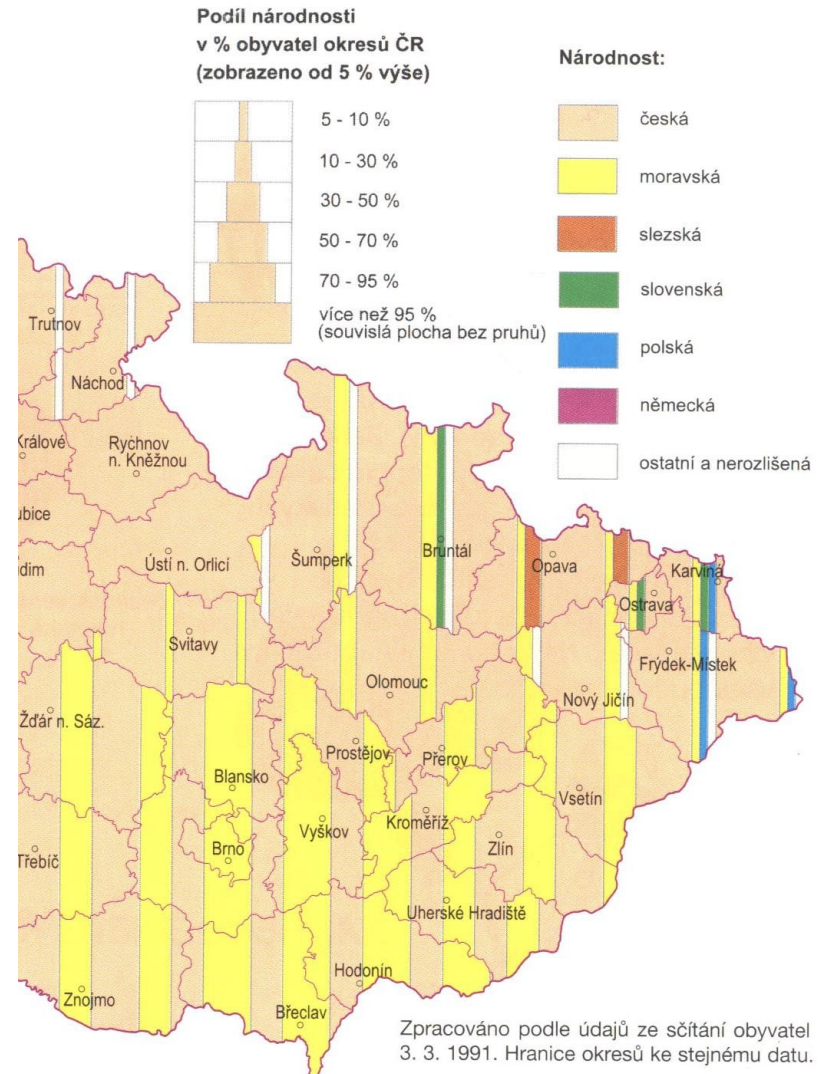 Podíl národnosti
v % obyvatel okresů ČR
(zobrazeno od 5 % výše)
5 - 10 %
10 - 30 %
30 - 50 %
50 - 70 %
70 - 95 %
více než 95 %
(souvislá plocha bez pruhů)
Národnost:
česká
moravská
slezská
slovenská
polská
německá
ostatní a nerozlišená
Trutnov
Náchod
Králové
Rychnov
n. Kněžnou
ubice
dim
Ústí n. Orlicí
Šumperk
Bruntál
Opava
Karviná
Ostrava
Svitavy
Olomouc
Nový Jičín
Frýdek-Místek
Žďár n. Sáz.
Prostějov
Přerov
Blansko
Vsetín
Vyškov
Kroměříž
Třebíč
Brno
Zlín
Uherské Hradiště
Hodonín
Znojmo
Břeclav
Zpracováno podle údajů ze sčítání obyvatel
3. 3. 1991. Hranice okresů ke stejnému datu.